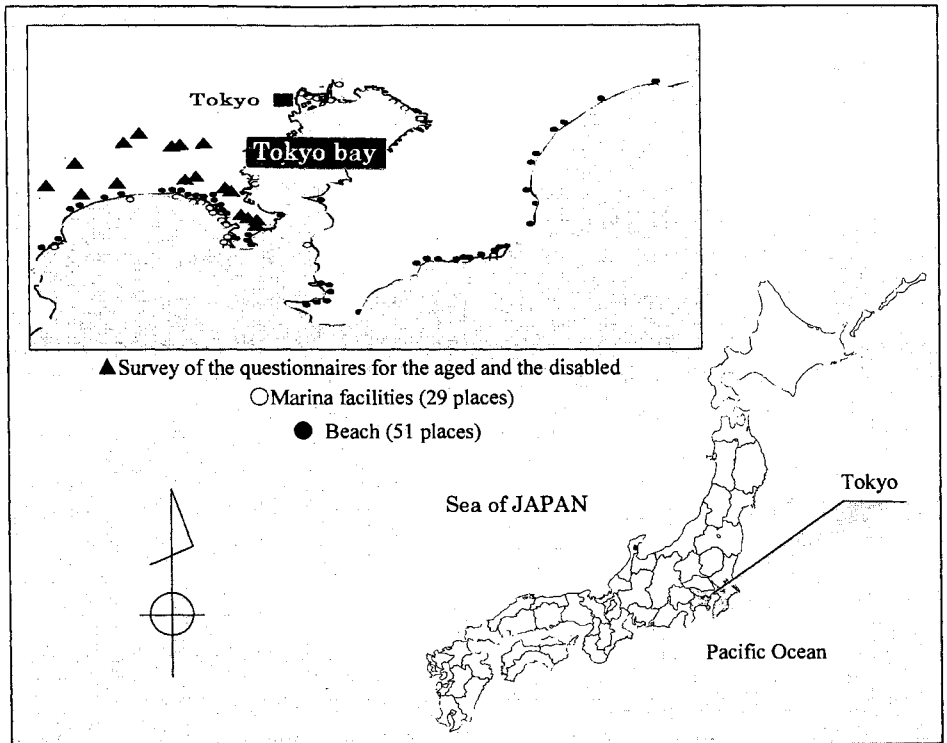 Tokyo
Tokyo bay
▲Survey of the questionnaires for the aged and the disabled
○Marina facilities (29 places)
● Beach (51 places)
Sea of JAPAN
Tokyo
Pacific Ocean